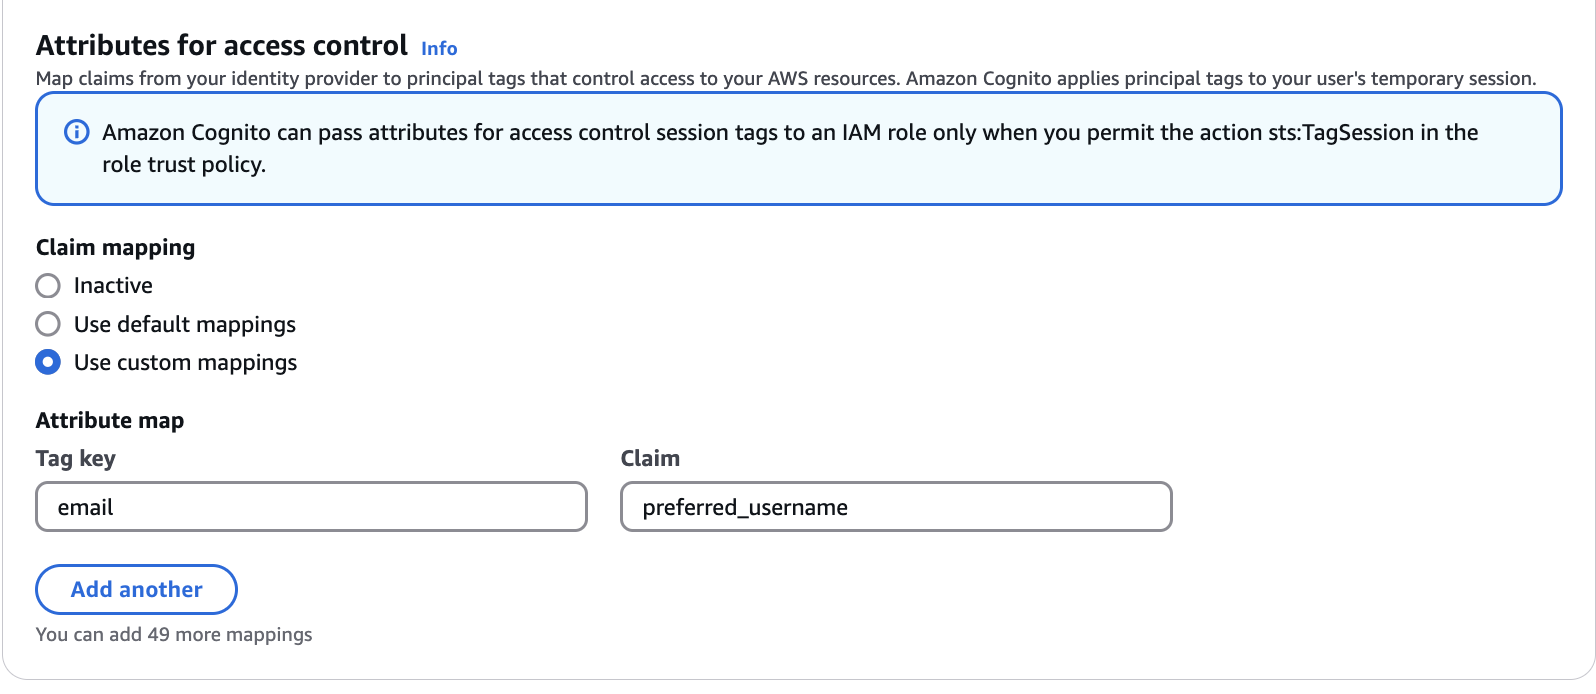 Attributes for access control Info
Map claims from your identity provider to principal tags that control access to your AWS resources. Amazon Cognito applies principal tags to your user's temporary session.
Amazon Cognito can pass attributes for access control session tags to an IAM role only when you permit the action sts:TagSession in the
role trust policy.
Claim mapping
Inactive
Use default mappings
Use custom mappings
Attribute map
Tag key Claim
email preferred_username
Add another
You can add 49 more mappings